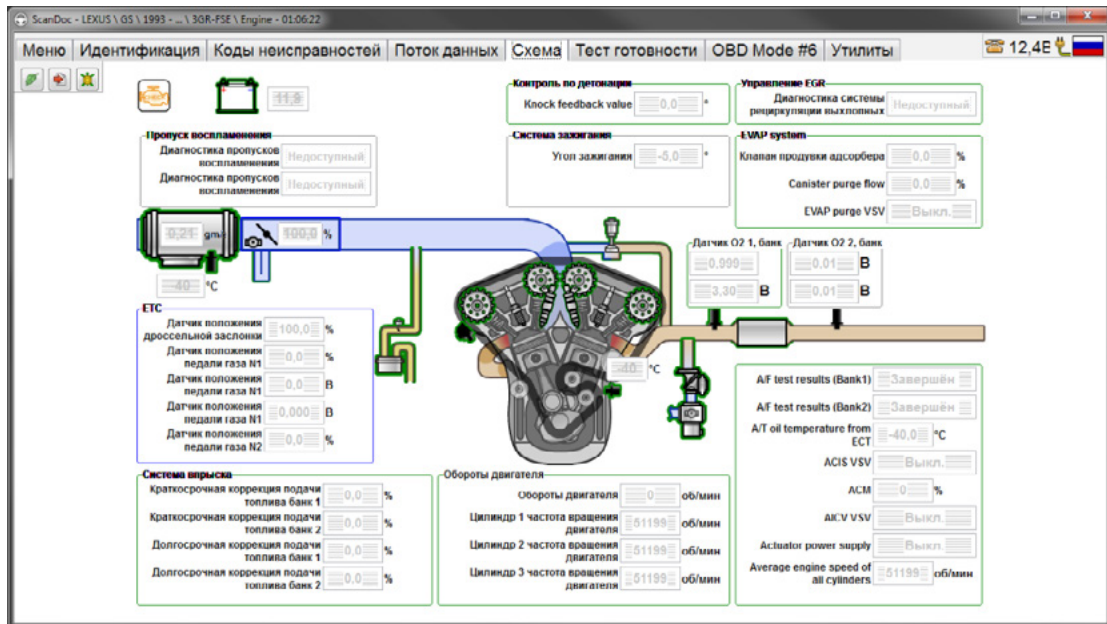 ScanDoc - LEXUS \ GS \ 1993 - ... \ 3GR-FSE \ Engine - 01:06:22
Меню Идентификация Коды неисправностей Поток данных Схема Тест готовности OBD Mode #6 Утилиты 12,4E
11,9
Контроль по детонации
Knock feedback value 0,0 °
Управление EGR
Диагностика системы
рециркуляции выхлопных Недоступный
Пропуск воспламенения
Диагностика пропусков
воспламенения Недоступный
Диагностика пропусков
воспламенения Недоступный
Система зажигания
Угол зажигания -5,0 °
EVAP system
Клапан продувки адсорбера 0,0 %
Canister purge flow 0,0 %
EVAP purge VSV Выкл.
0,21 gm/
100,0 %
-40 °C
Датчик O2 1, банк
0.999
3,30 В
Датчик O2 2, банк
0.01 В
0,01 В
ETC
Датчик положения
дроссельной заслонки 100,0 %
Датчик положения
педали газа N1 0,0 %
Датчик положения
педали газа N1 0,0 В
Датчик положения
педали газа N1 0,000 В
Датчик положения
педали газа N2 0,0 %
-40 °C
A/F test results (Bank1) Завершён
A/F test results (Bank2) Завершён
A/T oil temperature from
ECT -40,0 °C
ACIS VSV Выкл.
ACM 0 %
AICV VSV Выкл.
Actuator power supply Выкл.
Average engine speed of
all cylinders 51199 об/мин
Система впрыска
Краткосрочная коррекция подачи
топлива банк 1 0,0 %
Краткосрочная коррекция подачи
топлива банк 2 0,0 %
Долгосрочная коррекция подачи
топлива банк 1 0,0 %
Долгосрочная коррекция подачи
топлива банк 2 0,0 %
Обороты двигателя
Обороты двигателя 0 об/мин
Цилиндр 1 частота вращения
двигателя 51199 об/мин
Цилиндр 2 частота вращения
двигателя 51199 об/мин
Цилиндр 3 частота вращения
двигателя 51199 об/мин